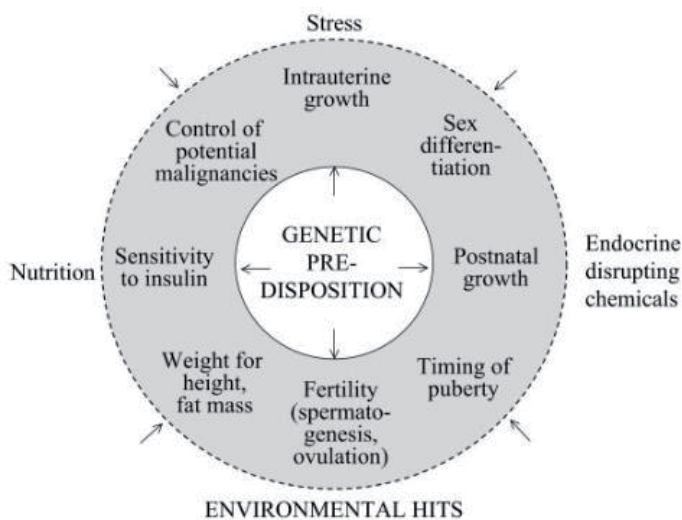 Stress
Intrauterine
growth
Sex
differen-
tiation
Control of
potential
malignancies
GENETIC
PRE-
DISPOSITION
Postnatal
growth
Endocrine
disrupting
chemicals
Nutrition
Sensitivity
to insulin
Weight for
height,
fat mass
Fertility
(spermato-
genesis,
ovulation)
Timing of
puberty
ENVIRONMENTAL HITS